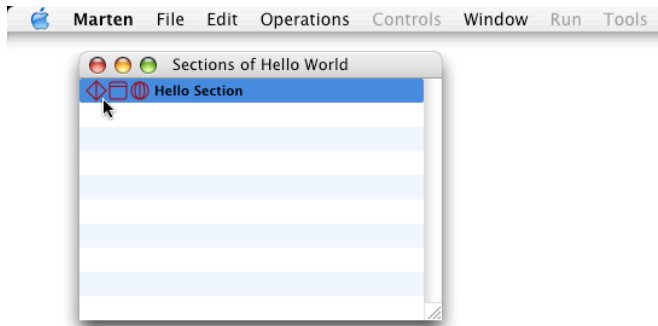 Marten File Edit Operations Controls Window Run Tools
Sections of Hello World
Hello Section